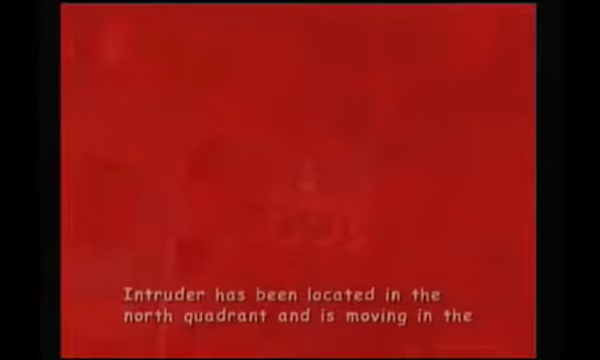 Intruder has been located in the
north quadrant and is moving in the